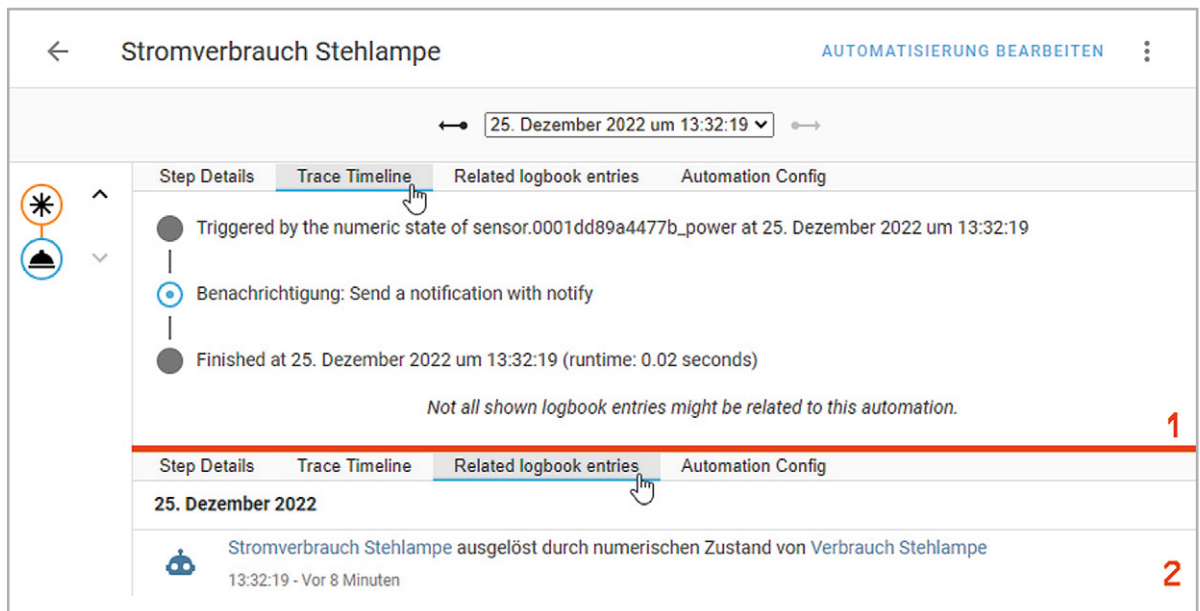 Stromverbrauch Stehlampe
AUTOMATISIERUNG BEARBEITEN
25. Dezember 2022 um 13:32:19
Step Details Trace Timeline Related logbook entries Automation Config
Triggered by the numeric state of sensor.0001dd89a4477b_power at 25. Dezember 2022 um 13:32:19
Benachrichtigung: Send a notification with notify
Finished at 25. Dezember 2022 um 13:32:19 (runtime: 0.02 seconds)
Not all shown logbook entries might be related to this automation.
1
Step Details Trace Timeline Related logbook entries Automation Config
25. Dezember 2022
Stromverbrauch Stehlampe ausgelöst durch numerischen Zustand von Verbrauch Stehlampe
13:32:19 - Vor 8 Minuten
2